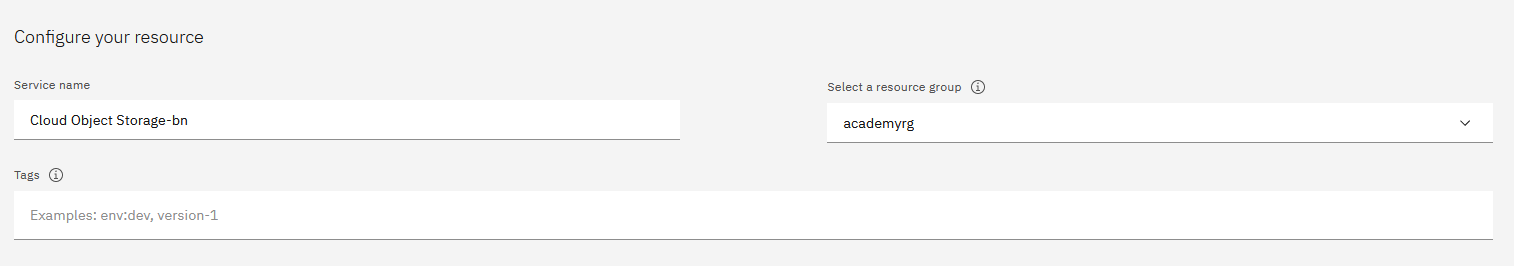 Configure your resource
Service name
Select a resource group
Cloud Object Storage-bn
academyrg
Tags
Examples: env:dev, version-1